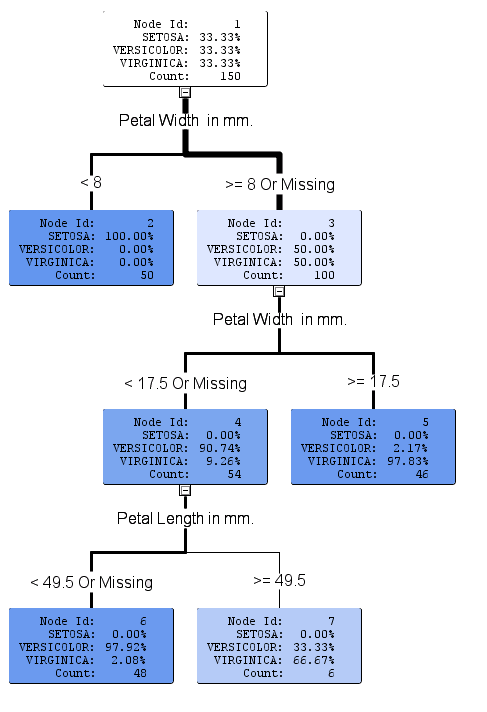 Node Id: 1
SETOSA: 33.33%
VERSICOLOR: 33.33%
VIRGINICA: 33.33%
Count: 150
Petal Width in mm.
< 8
>= 8 Or Missing
Node Id: 2
SETOSA: 100.00%
VERSICOLOR: 0.00%
VIRGINICA: 0.00%
Count: 50
Node Id: 3
SETOSA: 0.00%
VERSICOLOR: 50.00%
VIRGINICA: 50.00%
Count: 100
Petal Width in mm.
< 17.5 Or Missing
>= 17.5
Node Id: 4
SETOSA: 0.00%
VERSICOLOR: 90.74%
VIRGINICA: 9.26%
Count: 54
Node Id: 5
SETOSA: 0.00%
VERSICOLOR: 2.17%
VIRGINICA: 97.83%
Count: 46
Petal Length in mm.
< 49.5 Or Missing
>= 49.5
Node Id: 6
SETOSA: 0.00%
VERSICOLOR: 97.92%
VIRGINICA: 2.08%
Count: 48
Node Id: 7
SETOSA: 0.00%
VERSICOLOR: 33.33%
VIRGINICA: 66.67%
Count: 6